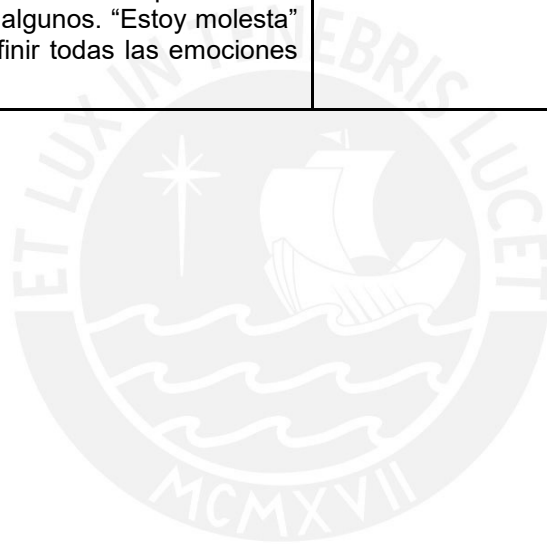 algunos. “Estoy molesta”
finir todas las emociones
ET LUX IN TENEBRIS LUCET
MCMXVII